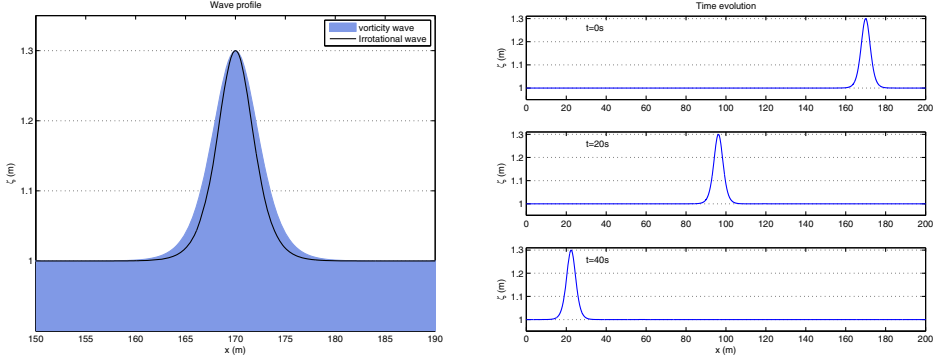 Wave profile
vorticity wave
Irrotational wave
1.3
1.2
1.1
1
ζ (m)
150 155 160 165 170 175 180 185 190
x (m)
Time evolution
t=0s
1.3
1.2
1.1
1
ζ (m)
0 20 40 60 80 100 120 140 160 180 200
t=20s
1.3
1.2
1.1
1
ζ (m)
0 20 40 60 80 100 120 140 160 180 200
t=40s
1.3
1.2
1.1
1
ζ (m)
0 20 40 60 80 100 120 140 160 180 200
x (m)